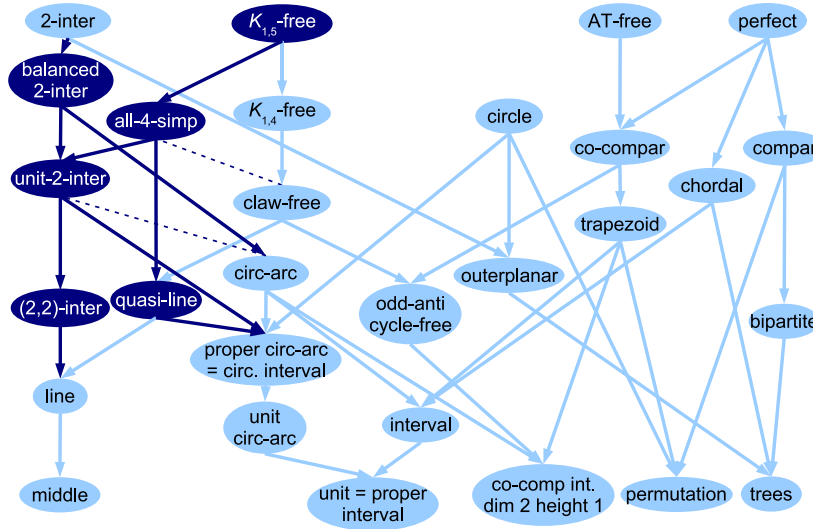 2-inter
K1,5-free
AT-free
perfect
balanced
2-inter
K1,4-free
all-4-simp
circle
co-compar
compar
unit-2-inter
chordal
claw-free
trapezoid
circ-arc
outerplanar
(2,2)-inter
quasi-line
odd-anti
cycle-free
bipartite
proper circ-arc
= circ. interval
line
unit
circ-arc
interval
middle
unit = proper
interval
co-comp int.
dim 2 height 1
permutation
trees